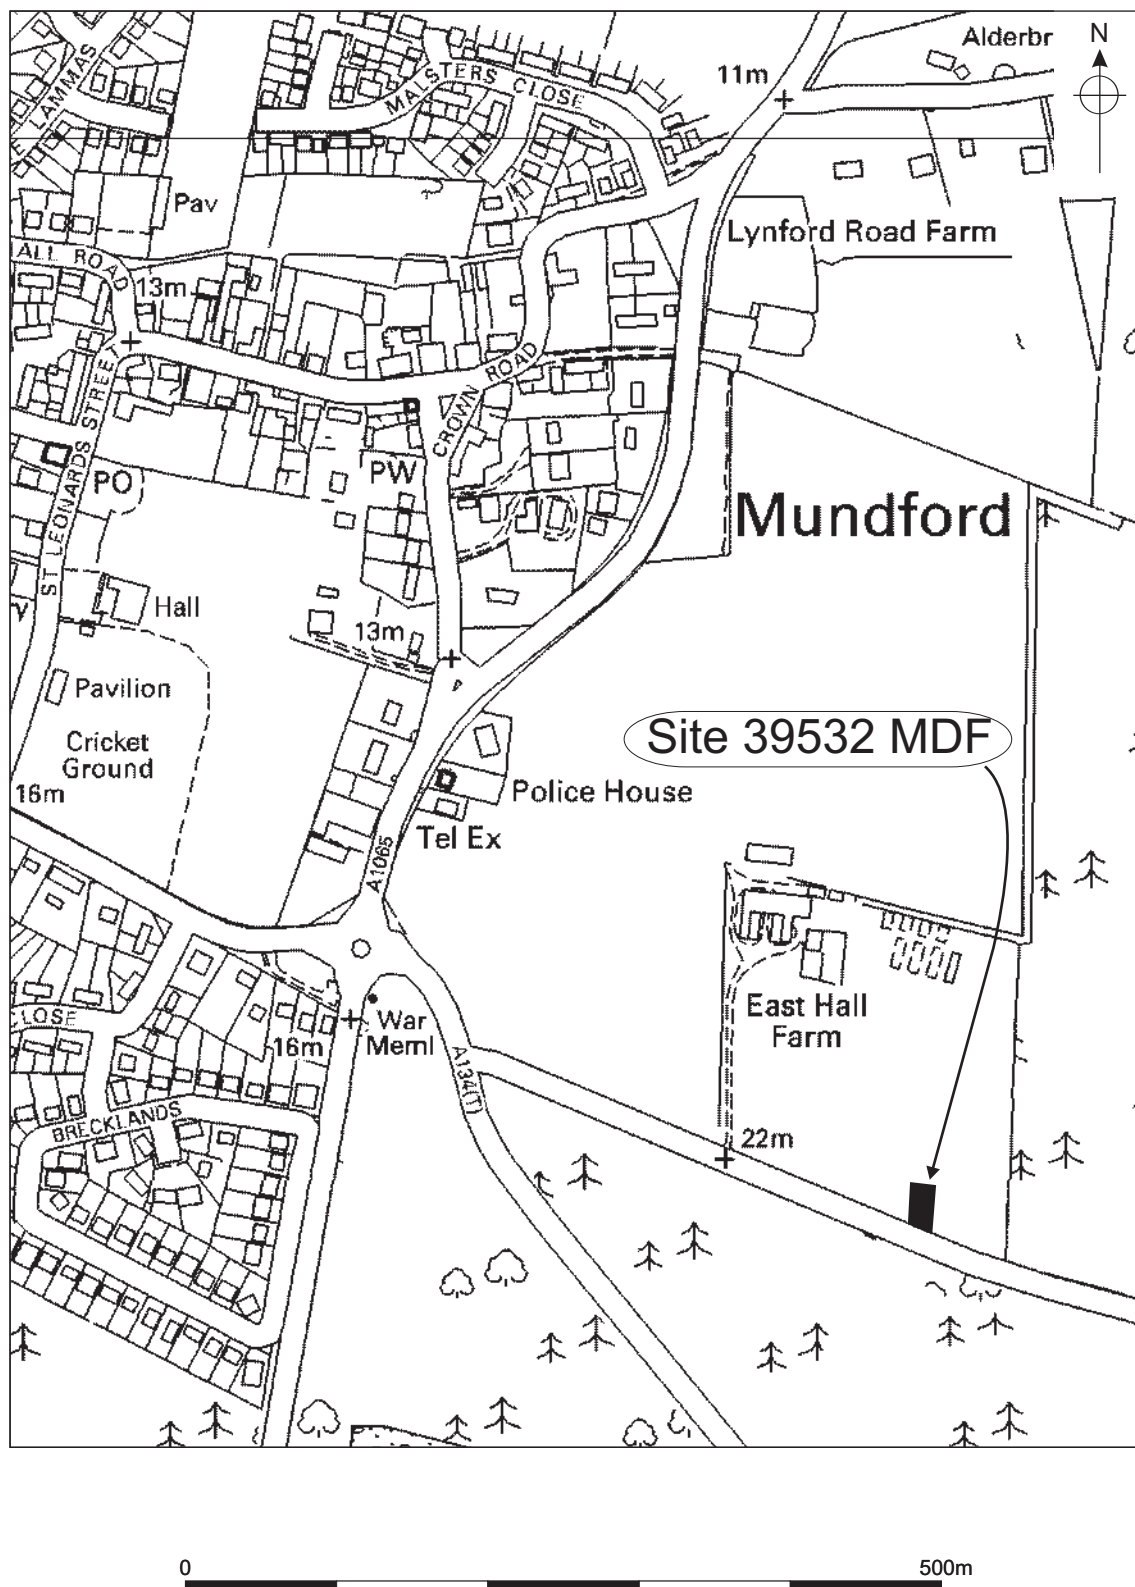 Alderbr
N
11m
LAMMAS
MALSTERS CLOSE
Pav
Lynford Road Farm
ALL ROAD
13m
CROWN ROAD
ST LEONARDS STREET
PW
PO
Mundford
Hall
13m
Pavilion
Site 39532 MDF
Cricket
Ground
16m
Police House
Tel Ex
A1065
East Hall
Farm
CLOSE
War
Meml
16m
A134(T)
BRECKLANDS
22m
0
500m